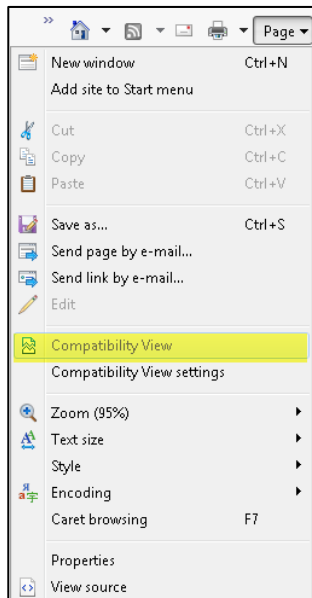 Page
New window Ctrl+N
Add site to Start menu
Cut Ctrl+X
Copy Ctrl+C
Paste Ctrl+V
Save as... Ctrl+S
Send page by e-mail...
Send link by e-mail...
Edit
Compatibility View
Compatibility View settings
Zoom (95%)
Text size
Style
Encoding
Caret browsing F7
Properties
View source